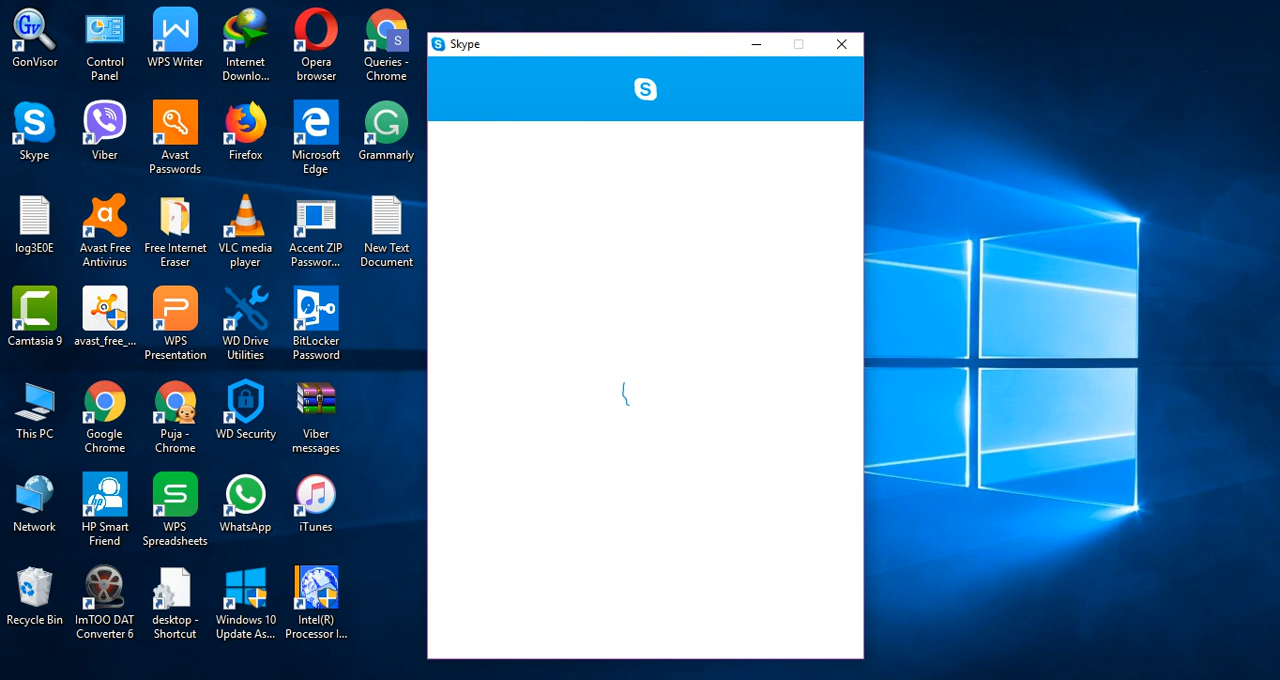 Skype
GonVisor
Control
Panel
WPS Writer
Internet
Downlo...
Opera
browser
Queries -
Chrome
Skype
Viber
Avast
Passwords
Firefox
Microsoft
Edge
Grammarly
log3E0E
Avast Free
Antivirus
Free Internet
Eraser
VLC media
player
Accent ZIP
Passwor...
New Text
Document
Camtasia 9
avast_free_...
WPS
Presentation
WD Drive
Utilities
BitLocker
Password
This PC
Google
Chrome
Puja -
Chrome
WD Security
Viber
messages
Network
HP Smart
Friend
WPS
Spreadsheets
WhatsApp
iTunes
Recycle Bin
ImTOO DAT
Converter 6
desktop -
Shortcut
Windows 10
Update As...
Intel(R)
Processor I...